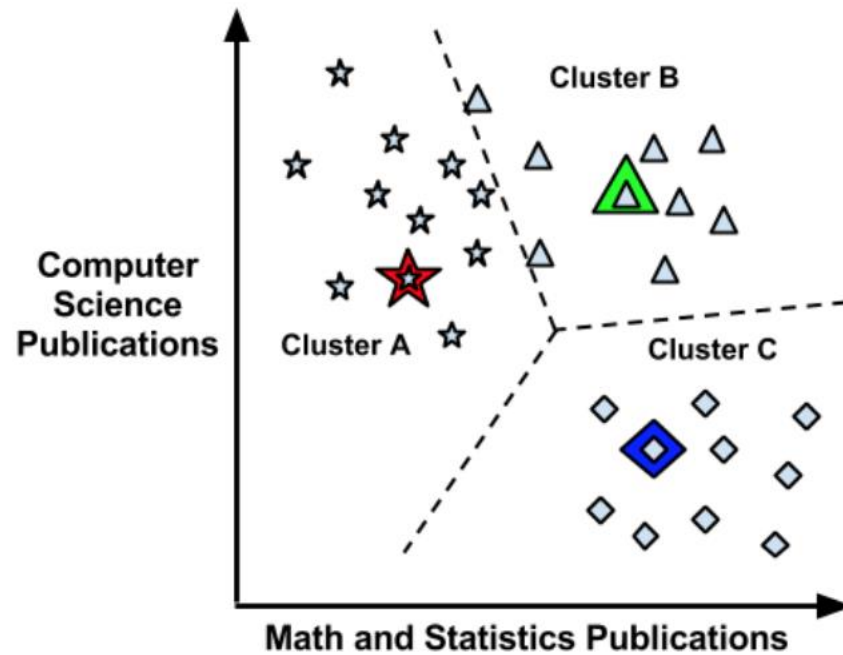 Cluster B
Computer
Science
Publications
Cluster A
Cluster C
Math and Statistics Publications